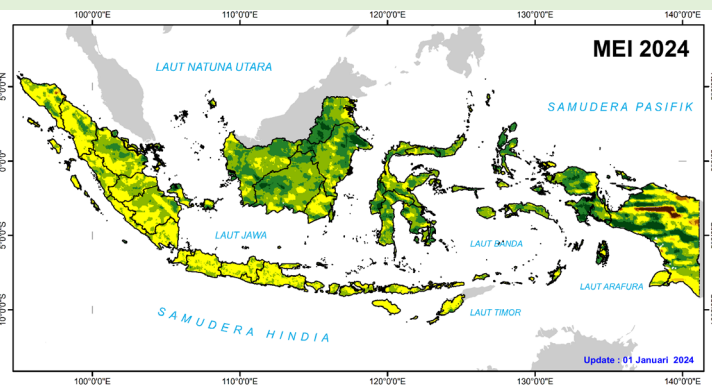 100°0'0"E 110°0'0"E 120°0'0"E 130°0'0"E 140°0'0"E
MEI 2024
LAUT NATUNA UTARA
SAMUDERA PASIFIK
5°0'0"N
0°0'0"
5°0'0"S
10°0'0"S
LAUT JAWA
LAUT BANDA
LAUT ARAFURA
SAMUDERA HINDIA
LAUT TIMOR
Update : 01 Januari 2024
100°0'0"E 110°0'0"E 120°0'0"E 130°0'0"E 140°0'0"E